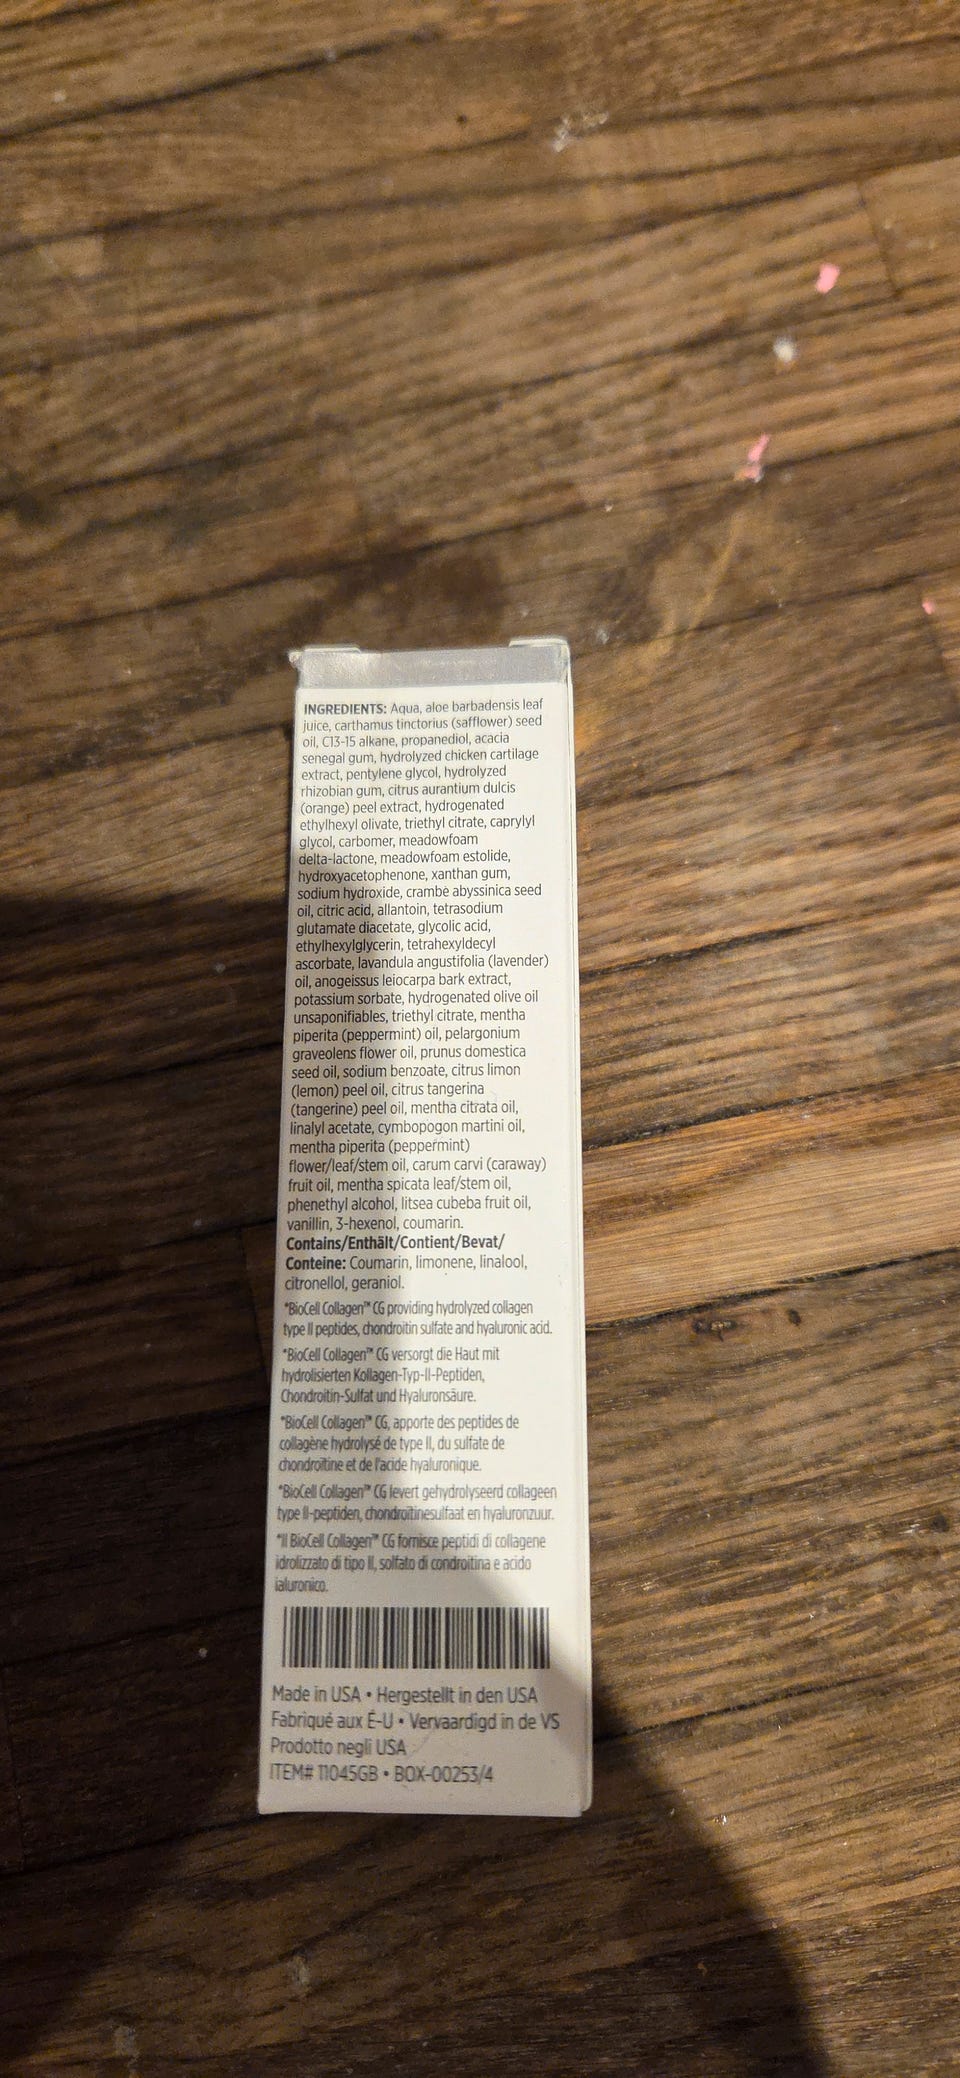 INGREDIENTS: Aqua, aloe barbadensis leaf
juice, carthamus tinctorius (safflower) seed
oil, C13-15 alkane, propanediol, acacia
senegal gum, hydrolyzed chicken cartilage
extract, pentylene glycol, hydrolyzed
rhizobian gum, citrus aurantium dulcis
(orange) peel extract, hydrogenated
ethylhexyl olivate, triethyl citrate, caprylyl
glycol, carbomer, meadowfoam
delta-lactone, meadowfoam estolide,
hydroxyacetophenone, xanthan gum,
sodium hydroxide, crambe abyssinica seed
oil, citric acid, allantoin, tetrasodium
glutamate diacetate, glycolic acid,
ethylhexylglycerin, tetrahexyldecyl
ascorbate, lavandula angustifolia (lavender)
oil, anogeissus leiocarpa bark extract,
potassium sorbate, hydrogenated olive oil
unsaponifiables, triethyl citrate, mentha
piperita (peppermint) oil, pelargonium
graveolens flower oil, prunus domestica
seed oil, sodium benzoate, citrus limon
(lemon) peel oil, citrus tangerina
(tangerine) peel oil, mentha citrata oil,
linalyl acetate, cymbopogon martini oil,
mentha piperita (peppermint)
flower/leaf/stem oil, carum carvi (caraway)
fruit oil, mentha spicata leaf/stem oil,
phenethyl alcohol, litsea cubeba fruit oil,
vanillin, 3-hexenol, coumarin.
Contains/Enthält/Contient/Bevat/
Conteine: Coumarin, limonene, linalool,
citronellol, geraniol.
*BioCell Collagen™ CG providing hydrolyzed collagen
type II peptides, chondroitin sulfate and hyaluronic acid.
*BioCell Collagen™ CG versorgt die Haut mit
hydrolisierten Kollagen-Typ-II-Peptiden,
Chondroitin-Sulfat und Hyaluronsäure.
*BioCell Collagen™ CG, apporte des peptides de
collagène hydrolysé de type II, du sulfate de
chondroïtine et de l'acide hyaluronique.
*BioCell Collagen™ CG levert gehydrolyseerd collageen
type II-peptiden, chondroïtinesulfaat en hyaluronzuur.
*Il BioCell Collagen™ CG fornisce peptidi di collagene
idrolizzato di tipo II, solfato di condroitina e acido
ialuronico.
Made in USA • Hergestellt in den USA
Fabriqué aux É-U • Vervaardigd in de VS
Prodotto negli USA
ITEM# 11045GB • BOX-00253/4